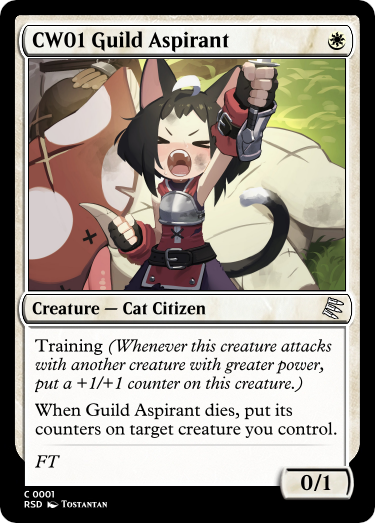 CW01 Guild Aspirant
Creature — Cat Citizen
Training (Whenever this creature attacks
with another creature with greater power,
put a +1/+1 counter on this creature.)
When Guild Aspirant dies, put its
counters on target creature you control.
FT
0/1
C 0001
RSD Tostantan